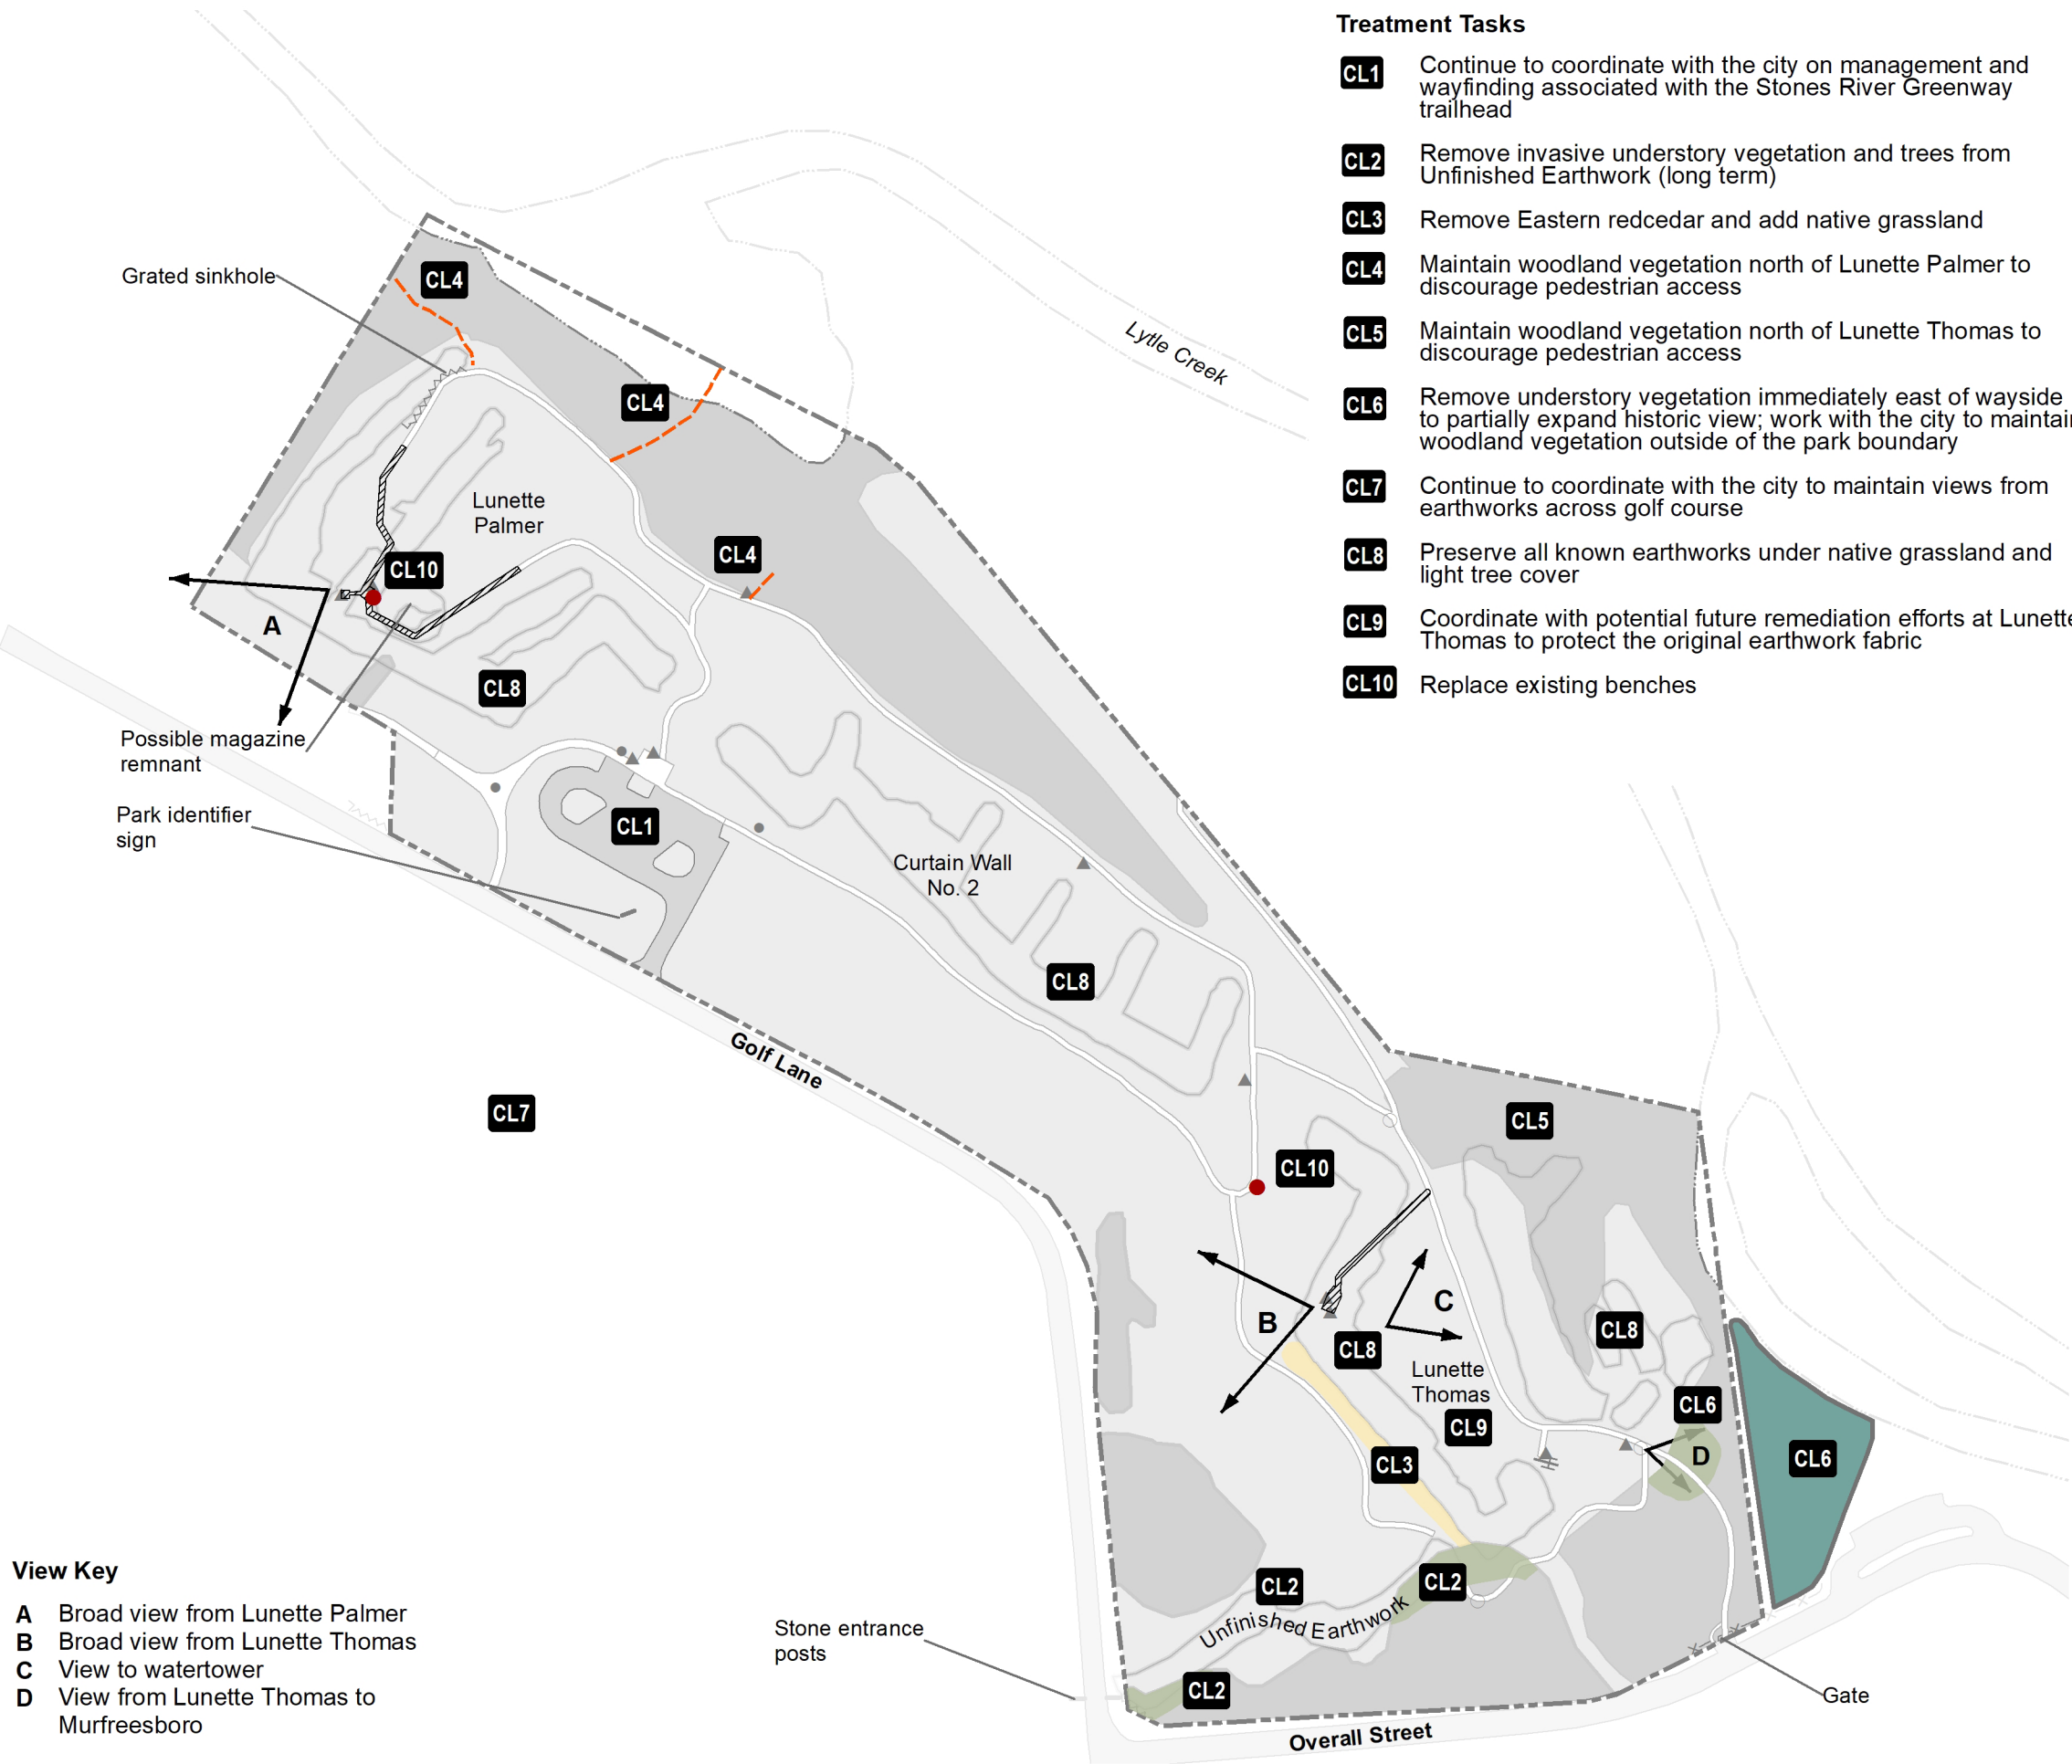 Treatment Tasks
CL1 Continue to coordinate with the city on management and
wayfinding associated with the Stones River Greenway
trailhead
CL2 Remove invasive understory vegetation and trees from
Unfinished Earthwork (long term)
CL3 Remove Eastern redcedar and add native grassland
CL4 Maintain woodland vegetation north of Lunette Palmer to
discourage pedestrian access
CL5 Maintain woodland vegetation north of Lunette Thomas to
discourage pedestrian access
CL6 Remove understory vegetation immediately east of wayside
to partially expand historic view; work with the city to maintai
woodland vegetation outside of the park boundary
CL7 Continue to coordinate with the city to maintain views from
earthworks across golf course
CL8 Preserve all known earthworks under native grassland and
light tree cover
CL9 Coordinate with potential future remediation efforts at Lunette
Thomas to protect the original earthwork fabric
CL10 Replace existing benches
Grated sinkhole
CL4
Lytle Creek
CL4
Lunette
Palmer
CL4
CL10
A
CL8
Possible magazine
remnant
Park identifier
sign
CL1
Curtain Wall
No. 2
CL8
Golf Lane
CL7
CL5
CL10
C
B
CL8
CL8
Lunette
Thomas
CL6
CL9
D
CL6
CL3
CL2
CL2
Unfinished Earthwork
Stone entrance
posts
CL2
Gate
Overall Street
View Key
A Broad view from Lunette Palmer
B Broad view from Lunette Thomas
C View to watertower
D View from Lunette Thomas to
Murfreesboro